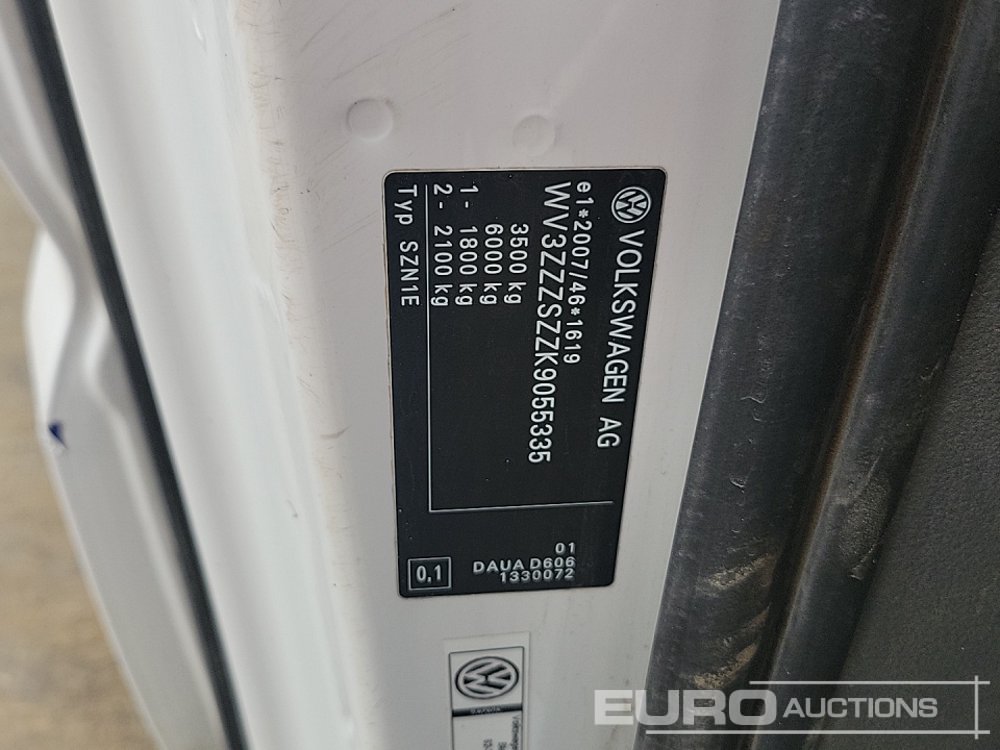 VOLKSWAGEN AG
e1*2007/46*1619
WV3ZZZSZZK9055335
3500 kg
6000 kg
1- 1800 kg
2- 2100 kg
Typ SZN1E
01
DAUA D606
1330072
0,1
EURO AUCTIONS